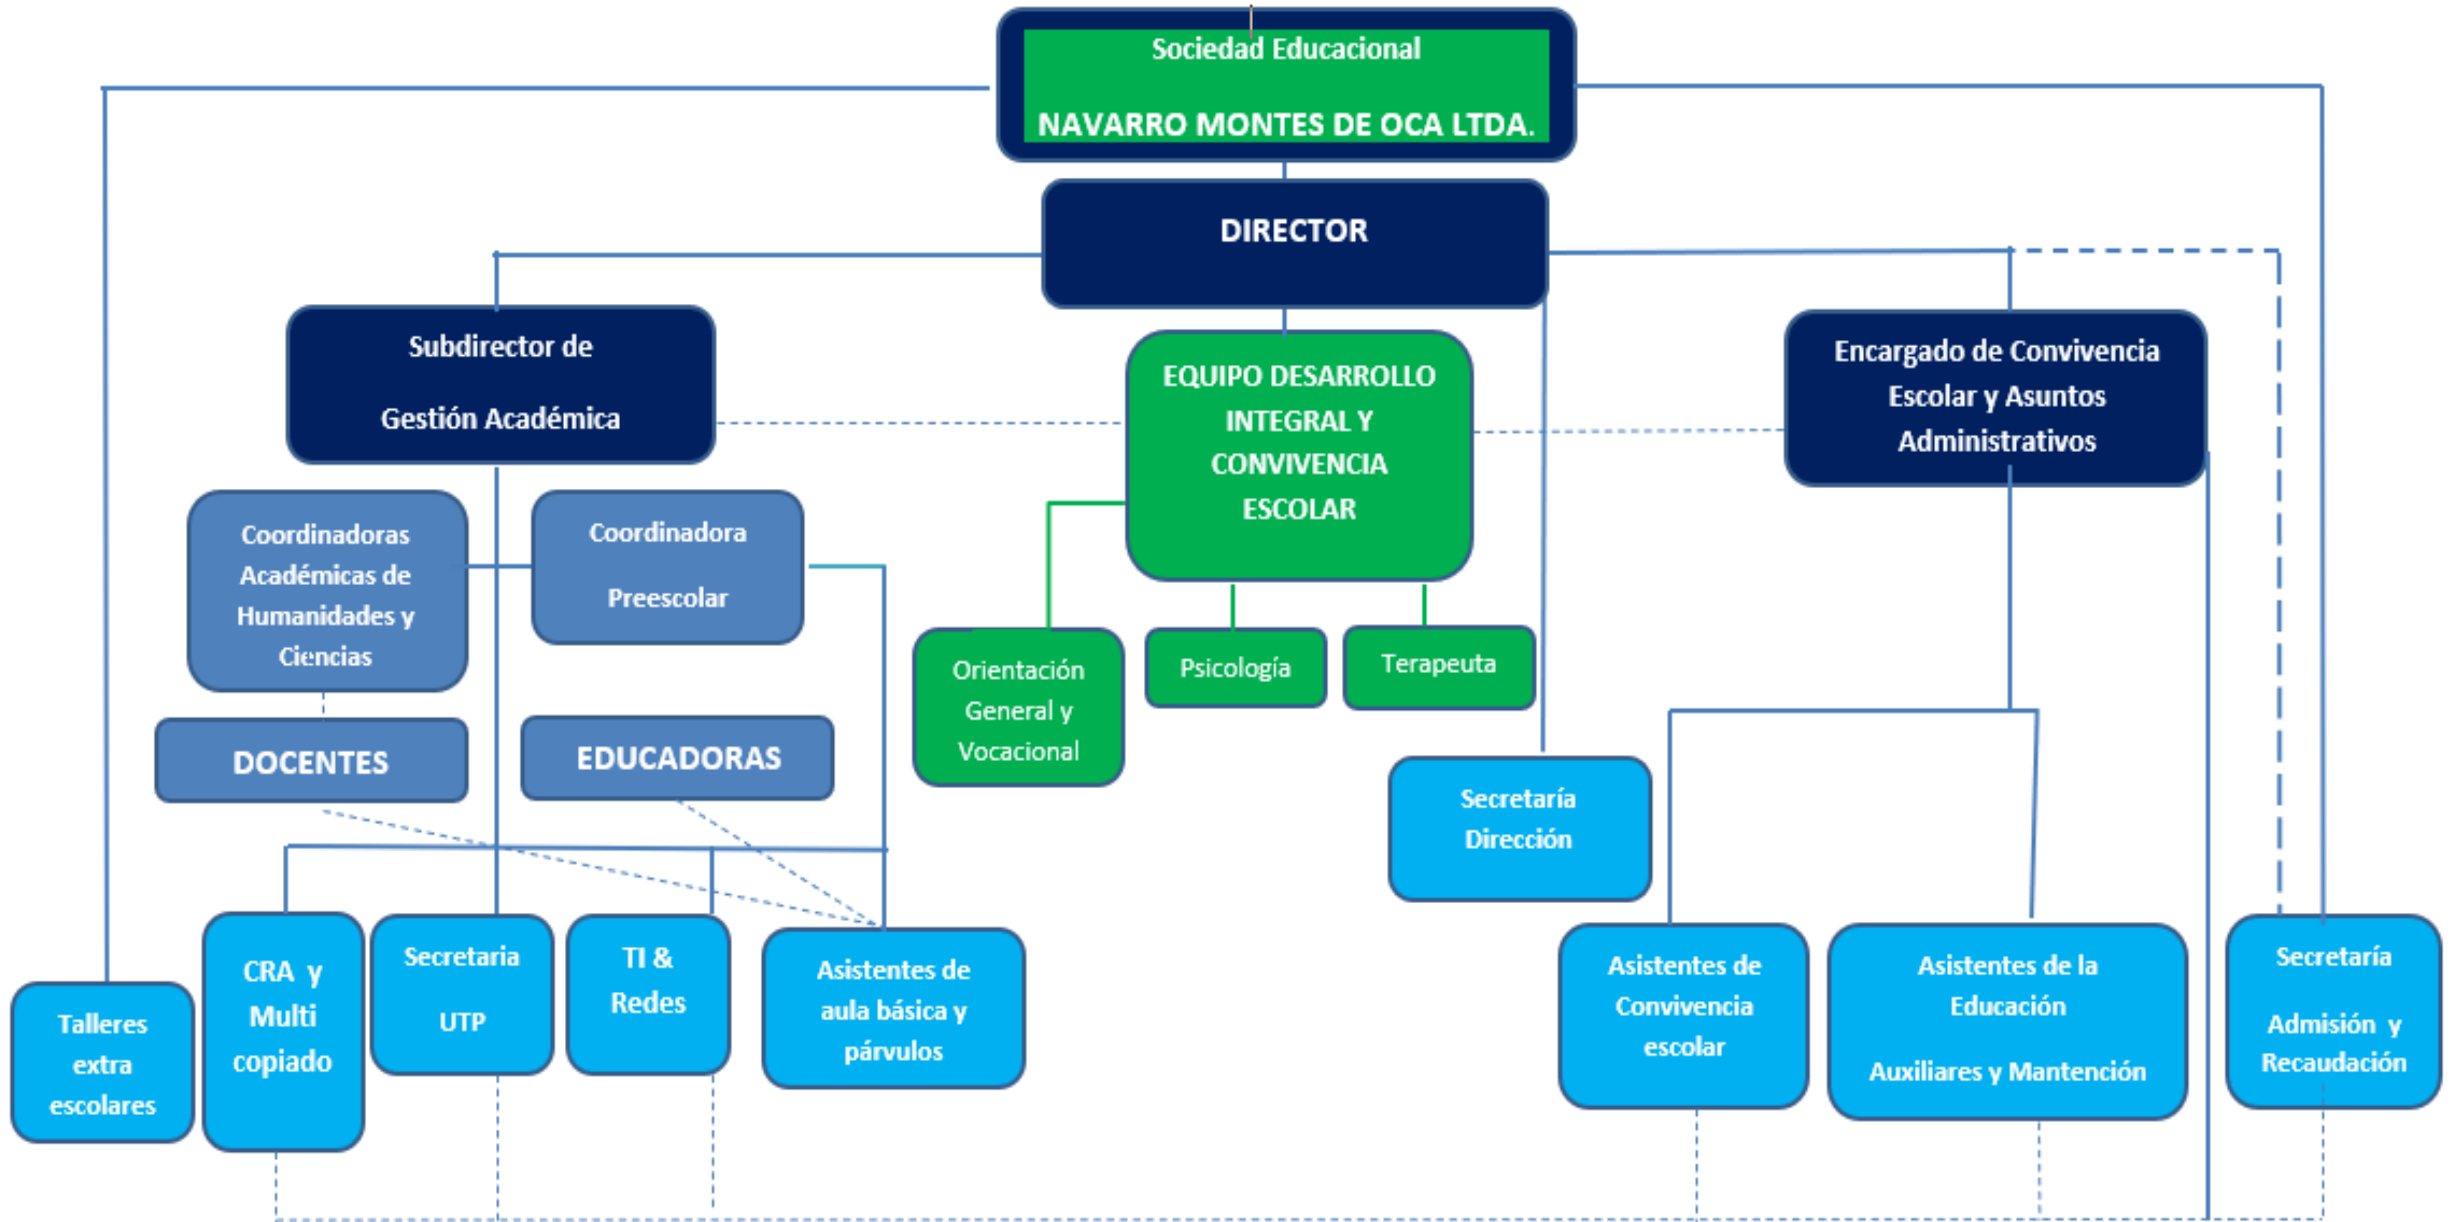 Sociedad Educacional
NAVARRO MONTES DE OCA LTDA.
DIRECTOR
Subdirector de
Gestión Académica
EQUIPO DESARROLLO
INTEGRAL Y
CONVIVENCIA
ESCOLAR
Encargado de Convivencia
Escolar y Asuntos
Administrativos
Coordinadoras
Académicas de
Humanidades y
Ciencias
Coordinadora
Preescolar
Orientación
General y
Vocacional
Psicología
Terapeuta
DOCENTES
EDUCADORAS
Secretaría
Dirección
Talleres
extra
escolares
CRA y
Multi
copiado
Secretaria
UTP
TI &
Redes
Asistentes de
aula básica y
párvulos
Asistentes de
Convivencia
escolar
Asistentes de la
Educación
Auxiliares y Mantención
Secretaría
Admisión y
Recaudación